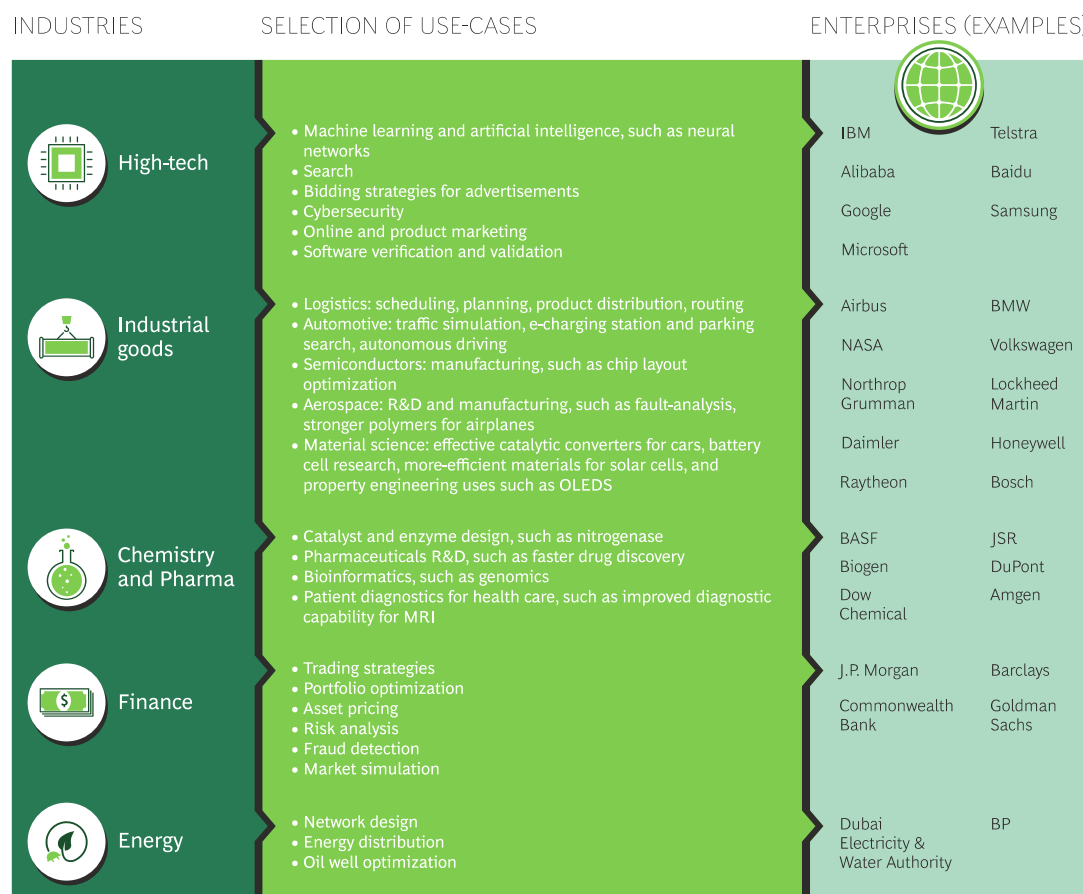 INDUSTRIES
SELECTION OF USE-CASES
ENTERPRISES (EXAMPLES)
High-tech
• Machine learning and artificial intelligence, such as neural
networks
• Search
• Bidding strategies for advertisements
• Cybersecurity
• Online and product marketing
• Software verification and validation
IBM
Telstra
Alibaba
Baidu
Google
Samsung
Microsoft
Industrial
goods
• Logistics: scheduling, planning, product distribution, routing
• Automotive: traffic simulation, e-charging station and parking
search, autonomous driving
• Semiconductors: manufacturing, such as chip layout
optimization
• Aerospace: R&D and manufacturing, such as fault-analysis,
stronger polymers for airplanes
• Material science: effective catalytic converters for cars, battery
cell research, more-efficient materials for solar cells, and
property engineering uses such as OLEDS
Airbus
BMW
NASA
Volkswagen
Northrop
Grumman
Lockheed
Martin
Daimler
Honeywell
Raytheon
Bosch
Chemistry
and Pharma
• Catalyst and enzyme design, such as nitrogenase
• Pharmaceuticals R&D, such as faster drug discovery
• Bioinformatics, such as genomics
• Patient diagnostics for health care, such as improved diagnostic
capability for MRI
BASF
JSR
Biogen
DuPont
Dow
Chemical
Amgen
$
Finance
• Trading strategies
• Portfolio optimization
• Asset pricing
• Risk analysis
• Fraud detection
• Market simulation
J.P. Morgan
Barclays
Commonwealth
Bank
Goldman
Sachs
Energy
• Network design
• Energy distribution
• Oil well optimization
Dubai
Electricity &
Water Authority
BP